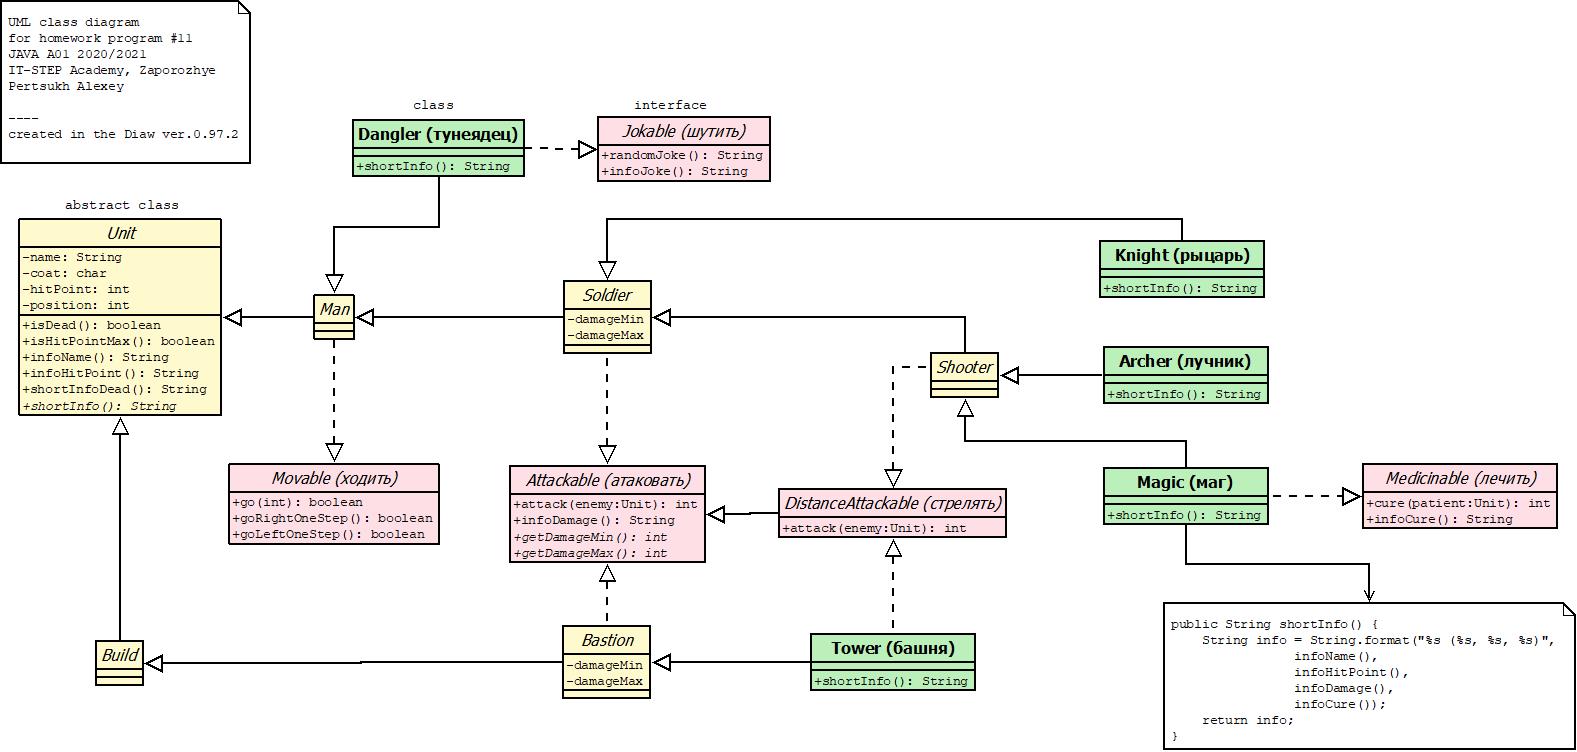 UML class diagram
for homework program #11
JAVA A01 2020/2021
IT-STEP Academy, Zaporozhye
Pertsukh Alexey
----
created in the Diaw ver.0.97.2
class
Dangler (тунеядец)
+shortInfo(): String
interface
Jokable (шутить)
+randomJoke(): String
+infoJoke(): String
abstract class
Unit
-name: String
-coat: char
-hitPoint: int
-position: int
+isDead(): boolean
+isHitPointMax(): boolean
+infoName(): String
+infoHitPoint(): String
+shortInfoDead(): String
+shortInfo(): String
Man
Soldier
-damageMin
-damageMax
Knight (рыцарь)
+shortInfo(): String
Shooter
Archer (лучник)
+shortInfo(): String
Movable (ходить)
+go(int): boolean
+goRightOneStep(): boolean
+goLeftOneStep(): boolean
Attackable (атаковать)
+attack(enemy:Unit): int
+infoDamage(): String
+getDamageMin(): int
+getDamageMax(): int
DistanceAttackable (стрелять)
+attack(enemy:Unit): int
Magic (маг)
+shortInfo(): String
Medicinable (лечить)
+cure(patient:Unit): int
+infoCure(): String
Build
Bastion
-damageMin
-damageMax
Tower (башня)
+shortInfo(): String
public String shortInfo() {
    String info = String.format("%s (%s, %s, %s)",
                infoName(),
                infoHitPoint(),
                infoDamage(),
                infoCure());
    return info;
}